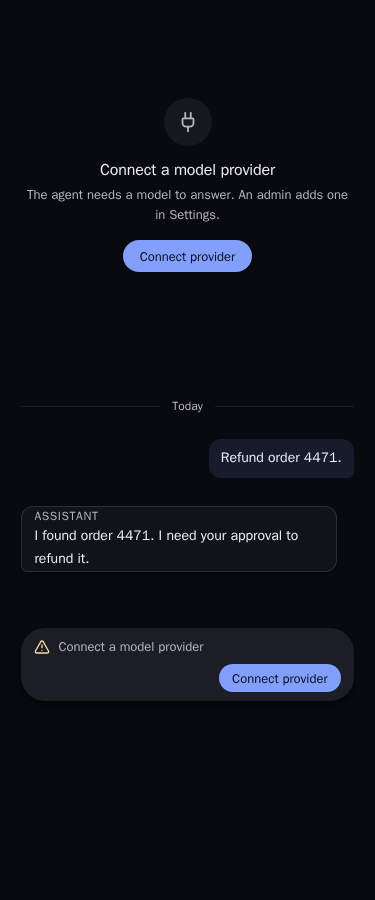 Connect a model provider
The agent needs a model to answer. An admin adds one
in Settings.
Connect provider
Today
Refund order 4471.
ASSISTANT
I found order 4471. I need your approval to
refund it.
Connect a model provider
Connect provider